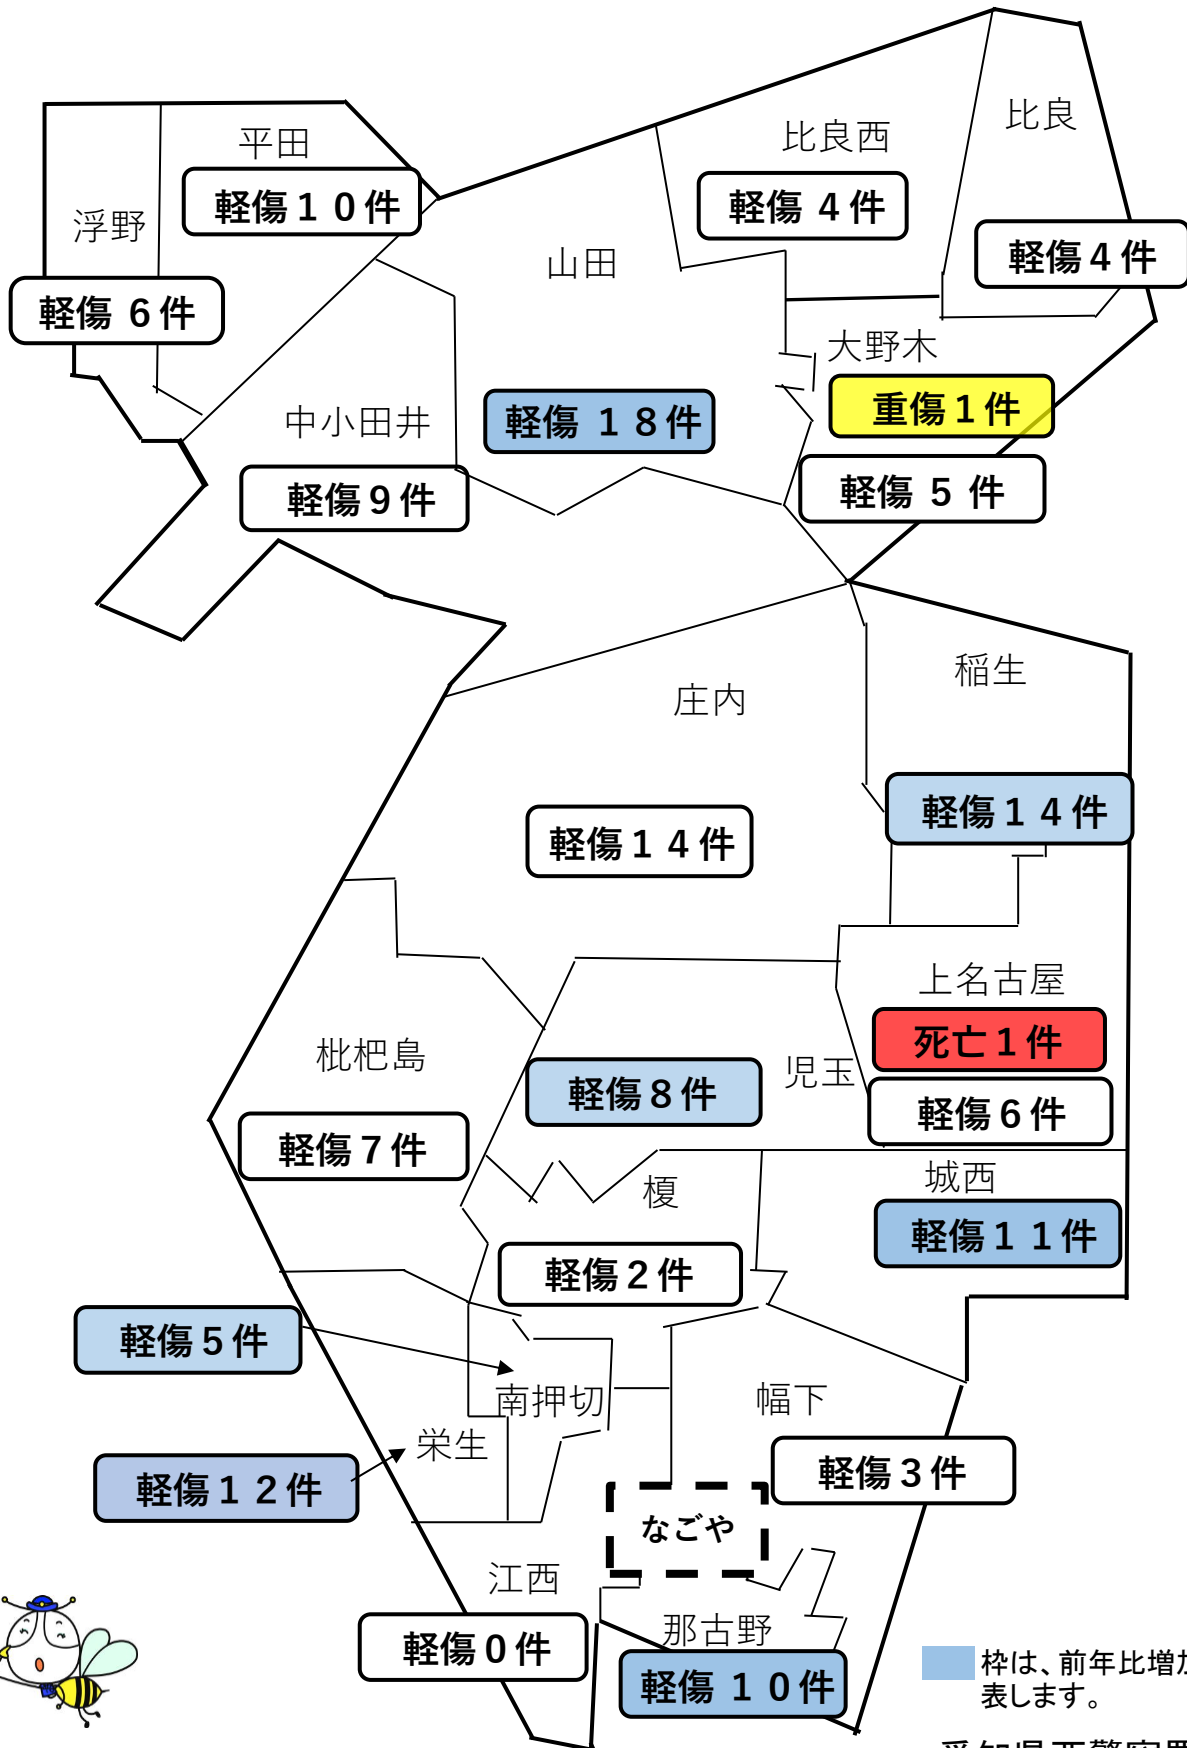 比良
比良西
平田
軽傷１０件
軽傷 ４件
浮野
山田
軽傷４件
軽傷 ６件
大野木
重傷１件
中小田井
軽傷 １８件
軽傷９件
軽傷 ５ 件
稲生
庄内
軽傷１４件
軽傷１４件
上名古屋
死亡１件
枇杷島
児玉
軽傷８件
軽傷６件
軽傷７件
城西
榎
軽傷１１件
軽傷２件
軽傷５件
南押切
幅下
栄生
軽傷３件
軽傷１２件
なごや
江西
那古野
軽傷０件
軽傷 １０件
枠は、前年比増加
表します。
愛知県西警察署